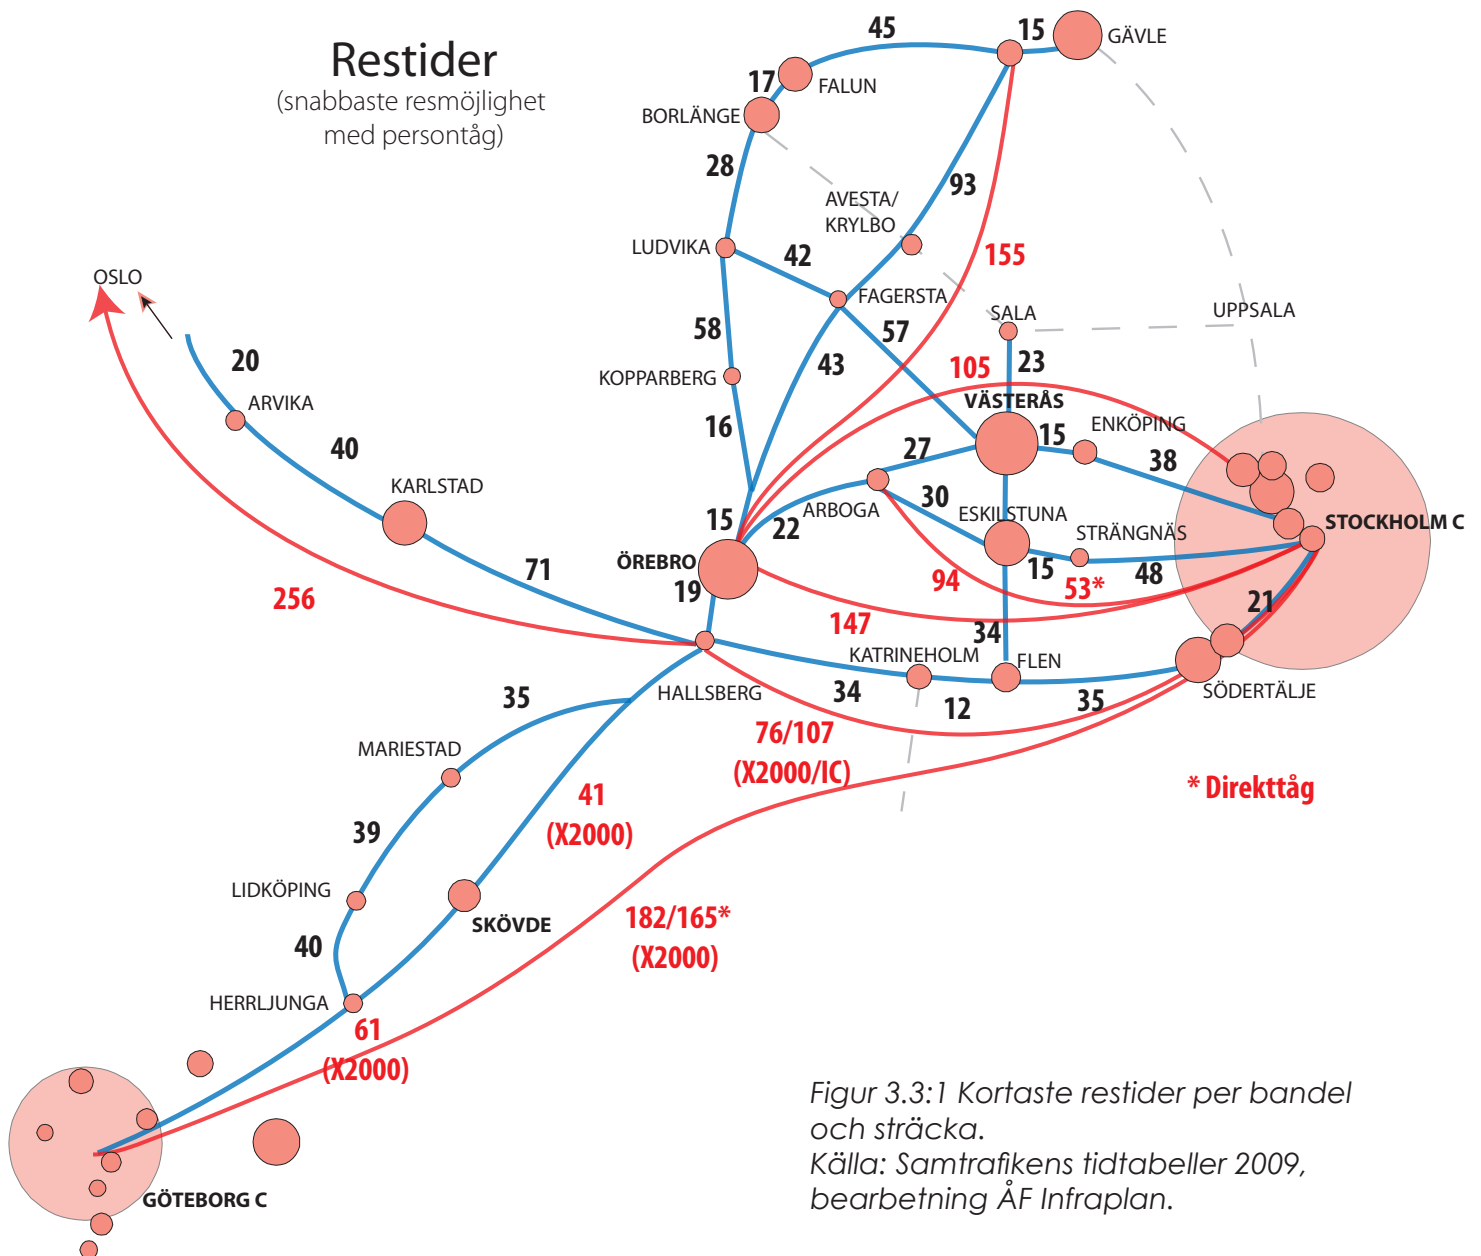 Restider
(snabbaste resmöjlighet
med persontåg)
45
15
GÄVLE
17
FALUN
BORLÄNGE
28
93
AVESTA/
KRYLBO
LUDVIKA
42
155
OSLO
FAGERSTA
SALA
UPPSALA
58
57
20
43
23
105
KOPPARBERG
ARVIKA
VÄSTERÅS
16
ENKÖPING
15
40
27
38
KARLSTAD
30
ARBOGA
ESKILSTUNA
15
22
STRÄNGNÄS
STOCKHOLM C
ÖREBRO
71
15
48
94
53*
19
256
21
147
34
KATRINEHOLM
FLEN
HALLSBERG
34
SÖDERTÄLJE
35
12
35
76/107
(X2000/IC)
MARIESTAD
* Direkttåg
41
(X2000)
39
LIDKÖPING
182/165*
(X2000)
SKÖVDE
40
HERRLJUNGA
61
(X2000)
GÖTEBORG C
Figur 3.3:1 Kortaste restider per bandel
och sträcka.
Källa: Samtrafikens tidtabeller 2009,
bearbetning ÅF Infraplan.